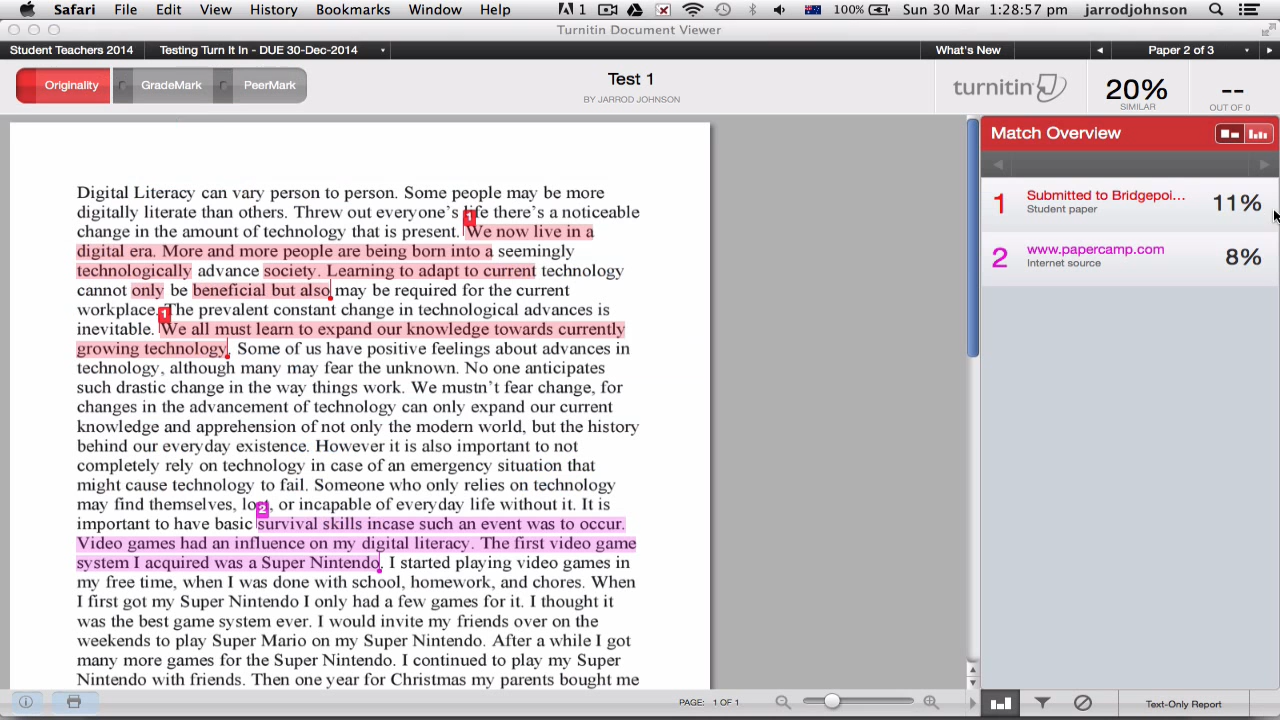 Safari File Edit View History Bookmarks Window Help 1 100% Sun 30 Mar 1:28:57 pm jarrodjohnson
Turnitin Document Viewer
Student Teachers 2014 Testing Turn It In - DUE 30-Dec-2014 What's New Paper 2 of 3
Originality GradeMark PeerMark
Test 1
BY JARROD JOHNSON
turnitin
20%
SIMILAR
--
OUT OF 0
Digital Literacy can vary person to person. Some people may be more
digitally literate than others. Threw out everyone's life there's a noticeable
1
change in the amount of technology that is present. We now live in a
digital era. More and more people are being born into a seemingly
technologically advance society. Learning to adapt to current technology
cannot only be beneficial but also may be required for the current
workplace. The prevalent constant change in technological advances is
1
inevitable. We all must learn to expand our knowledge towards currently
growing technology. Some of us have positive feelings about advances in
technology, although many may fear the unknown. No one anticipates
such drastic change in the way things work. We mustn't fear change, for
changes in the advancement of technology can only expand our current
knowledge and apprehension of not only the modern world, but the history
behind our everyday existence. However it is also important to not
completely rely on technology in case of an emergency situation that
might cause technology to fail. Someone who only relies on technology
may find themselves, lost, or incapable of everyday life without it. It is
2
important to have basic survival skills incase such an event was to occur.
Video games had an influence on my digital literacy. The first video game
system I acquired was a Super Nintendo. I started playing video games in
my free time, when I was done with school, homework, and chores. When
I first got my Super Nintendo I only had a few games for it. I thought it
was the best game system ever. I would invite my friends over on the
weekends to play Super Mario on my Super Nintendo. After a while I got
many more games for the Super Nintendo. I continued to play my Super
Nintendo with friends. Then one year for Christmas my parents bought me
Match Overview
1 Submitted to Bridgepoi... 11%
Student paper
2 www.papercamp.com 8%
Internet source
PAGE: 1 OF 1
Text-Only Report